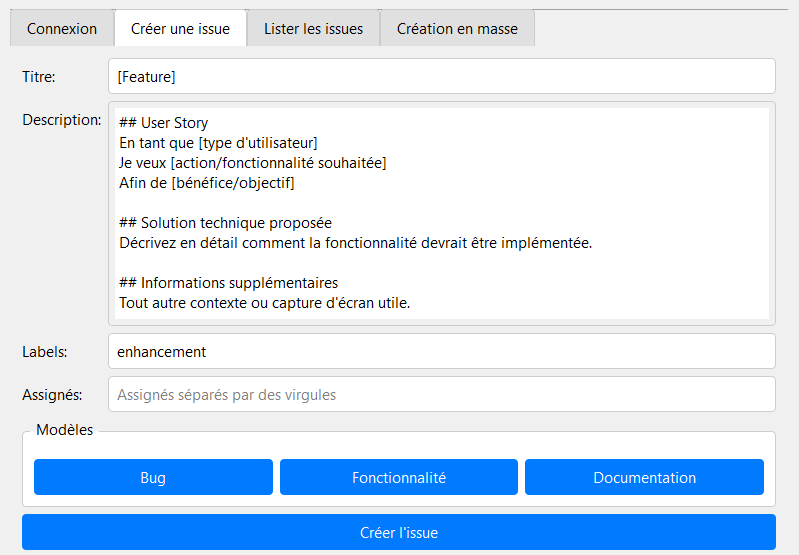 Connexion Créer une issue Lister les issues Création en masse
Titre: [Feature]
Description:
## User Story
En tant que [type d'utilisateur]
Je veux [action/fonctionnalité souhaitée]
Afin de [bénéfice/objectif]
## Solution technique proposée
Décrivez en détail comment la fonctionnalité devrait être implémentée.
## Informations supplémentaires
Tout autre contexte ou capture d'écran utile.
Labels: enhancement
Assignés: Assignés séparés par des virgules
Modèles
Bug Fonctionnalité Documentation
Créer l'issue